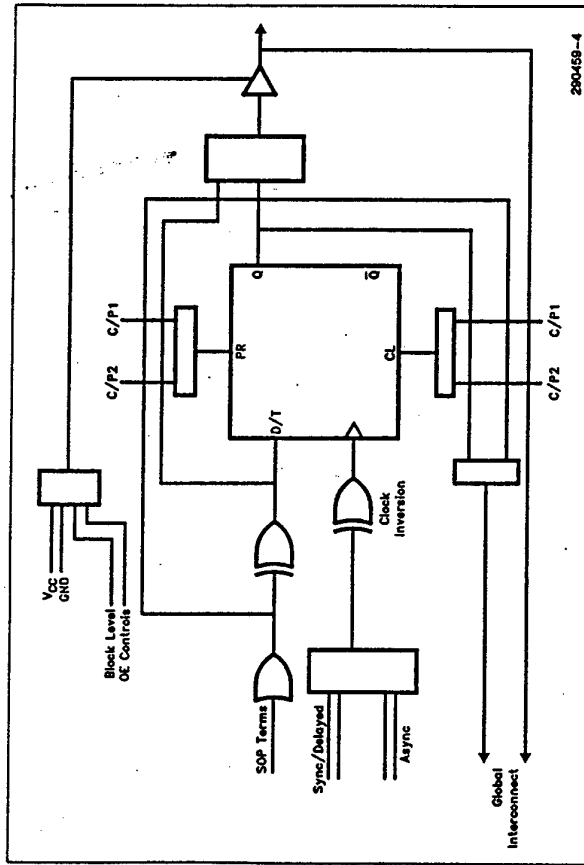 VCC
GND
Block Level
OE Controls
C/P2
C/P1
SOP Terms
D/T
PR
Q
Q̅
CL
Sync/Delayed
Async
Clock
Inversion
C/P2
C/P1
Global
Interconnect
290459-4